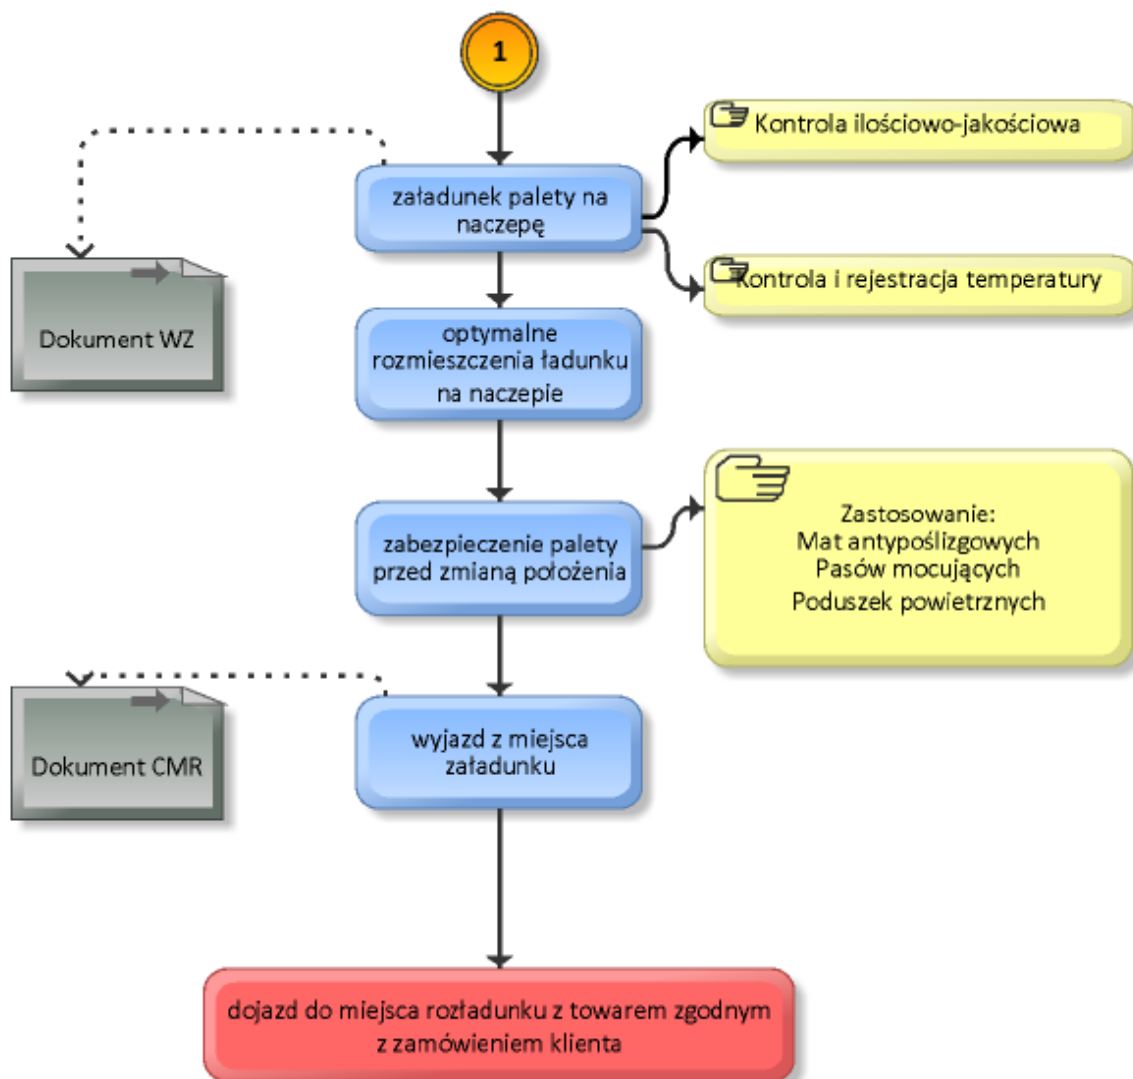 1
Kontrola ilościowo-jakościowa
załadunek palety na
naczepę
Kontrola i rejestracja temperatury
Dokument WZ
optymalne
rozmieszczenia ładunku
na naczepie
zabezpieczenie palety
przed zmianą położenia
Zastosowanie:
Mat antypoślizgowych
Pasów mocujących
Poduszek powietrznych
Dokument CMR
wyjazd z miejsca
załadunku
dojazd do miejsca rozładunku z towarem zgodnym
z zamówieniem klienta